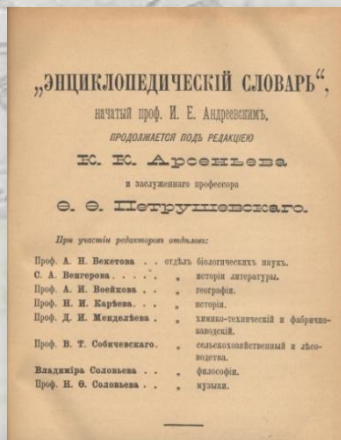 „ЭНЦИКЛОПЕДИЧЕСКІЙ СЛОВАРЬ“,
начатый проф. И. Е. Андреевскимъ,
ПРОДОЛЖАЕТСЯ ПОДЪ РЕДАКЦІЕЮ
К. К. Арсеньева
и заслуженнаго профессора
Ѳ. Ѳ. Петрушевскаго.
При участіи редакторовъ отдѣловъ:
Проф. А. Н. Бекетова . . отдѣлъ біологическихъ наукъ.
С. А. Венгерова . . . . „ исторіи литературы.
Проф. А. И. Воейкова . . „ географіи.
Проф. Н. И. Карѣева. . . „ исторіи.
Проф. Д. И. Менделѣева . „ химико-техническій и фабрично-
заводскій.
Проф. В. Т. Собичевскаго. „ сельскохозяйственный и лѣсо-
водства.
Владиміра Соловьева . . „ философіи.
Проф. Н. Ѳ. Соловьева . . „ музыки.